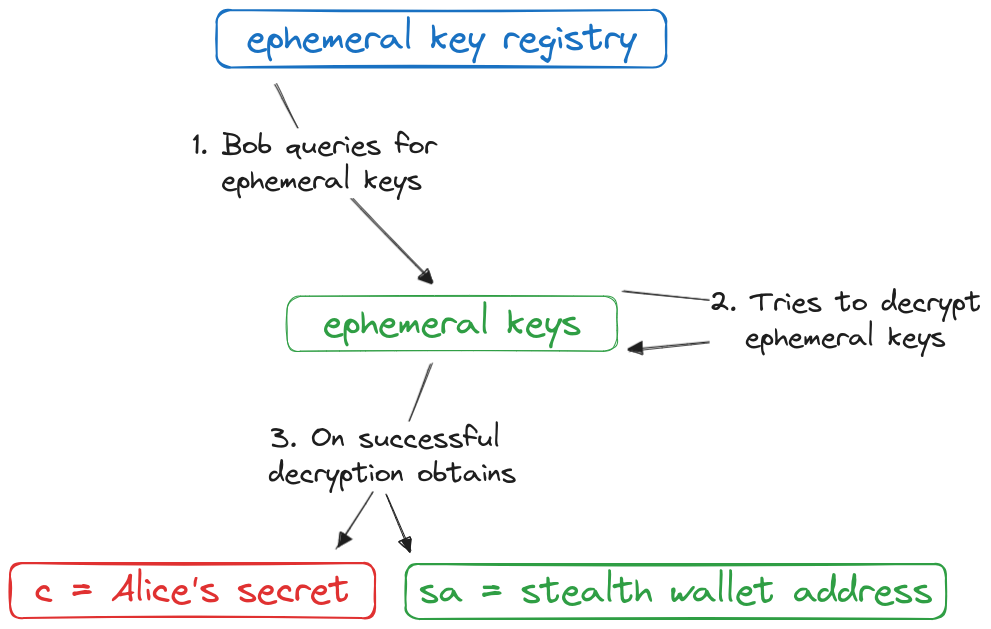 ephemeral key registry
1. Bob queries for
ephemeral keys
ephemeral keys
2. Tries to decrypt
ephemeral keys
3. On successful
decryption obtains
c = Alice's secret
sa = stealth wallet address